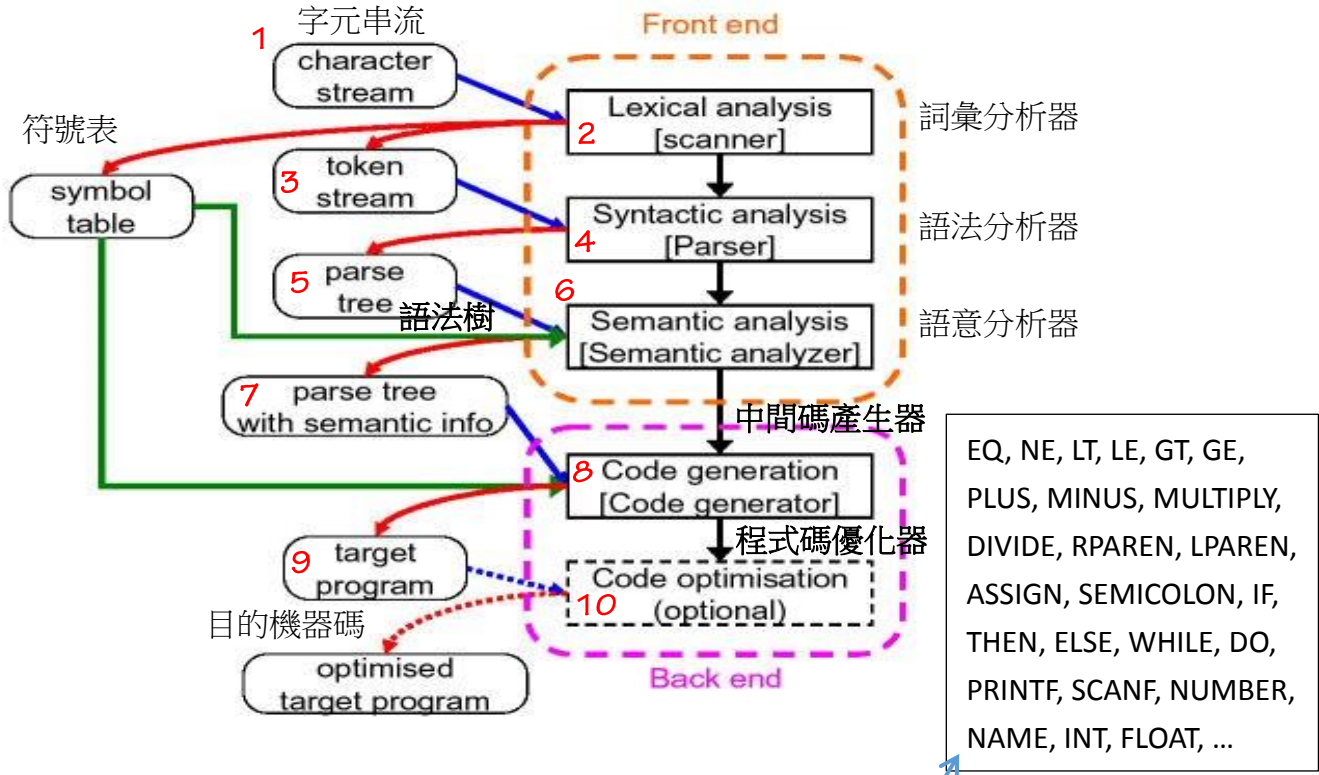 字元串流
Front end
1
character
stream
Lexical analysis
2
[scanner]
詞彙分析器
符號表
symbol
table
3
token
stream
Syntactic analysis
4
[Parser]
語法分析器
5
parse
tree
語法樹
6
Semantic analysis
[Semantic analyzer]
語意分析器
7
parse tree
with semantic info
中間碼產生器
8
Code generation
[Code generator]
程式碼優化器
9
target
program
Code optimisation
10
(optional)
目的機器碼
optimised
target program
Back end
EQ, NE, LT, LE, GT, GE,
PLUS, MINUS, MULTIPLY,
DIVIDE, RPAREN, LPAREN,
ASSIGN, SEMICOLON, IF,
THEN, ELSE, WHILE, DO,
PRINTF, SCANF, NUMBER,
NAME, INT, FLOAT, …